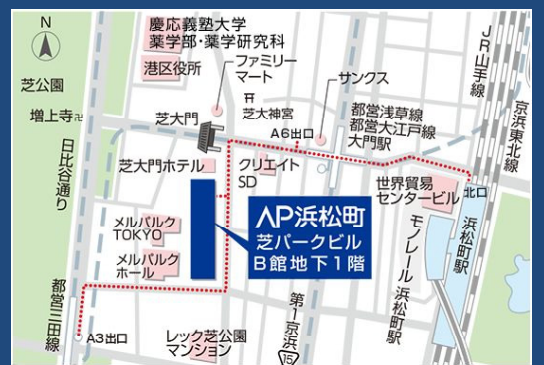 N
慶応義塾大学
薬学部・薬学研究科
港区役所
ファミリー
マート
サンクス
芝公園
増上寺卍
芝大門
芝大神宮
A6出口
都営浅草線
都営大江戸線
大門駅
JR山手線
京浜東北線
日比谷通り
芝大門ホテル
クリエイト
SD
世界貿易
センタービル
北口
AP浜松町
芝パークビル
B館地下1階
メルパルク
TOKYO
メルパルク
ホール
モノレール浜松町駅
浜松町駅
都営三田線
A3出口
レック芝公園
マンション
第1京浜
15